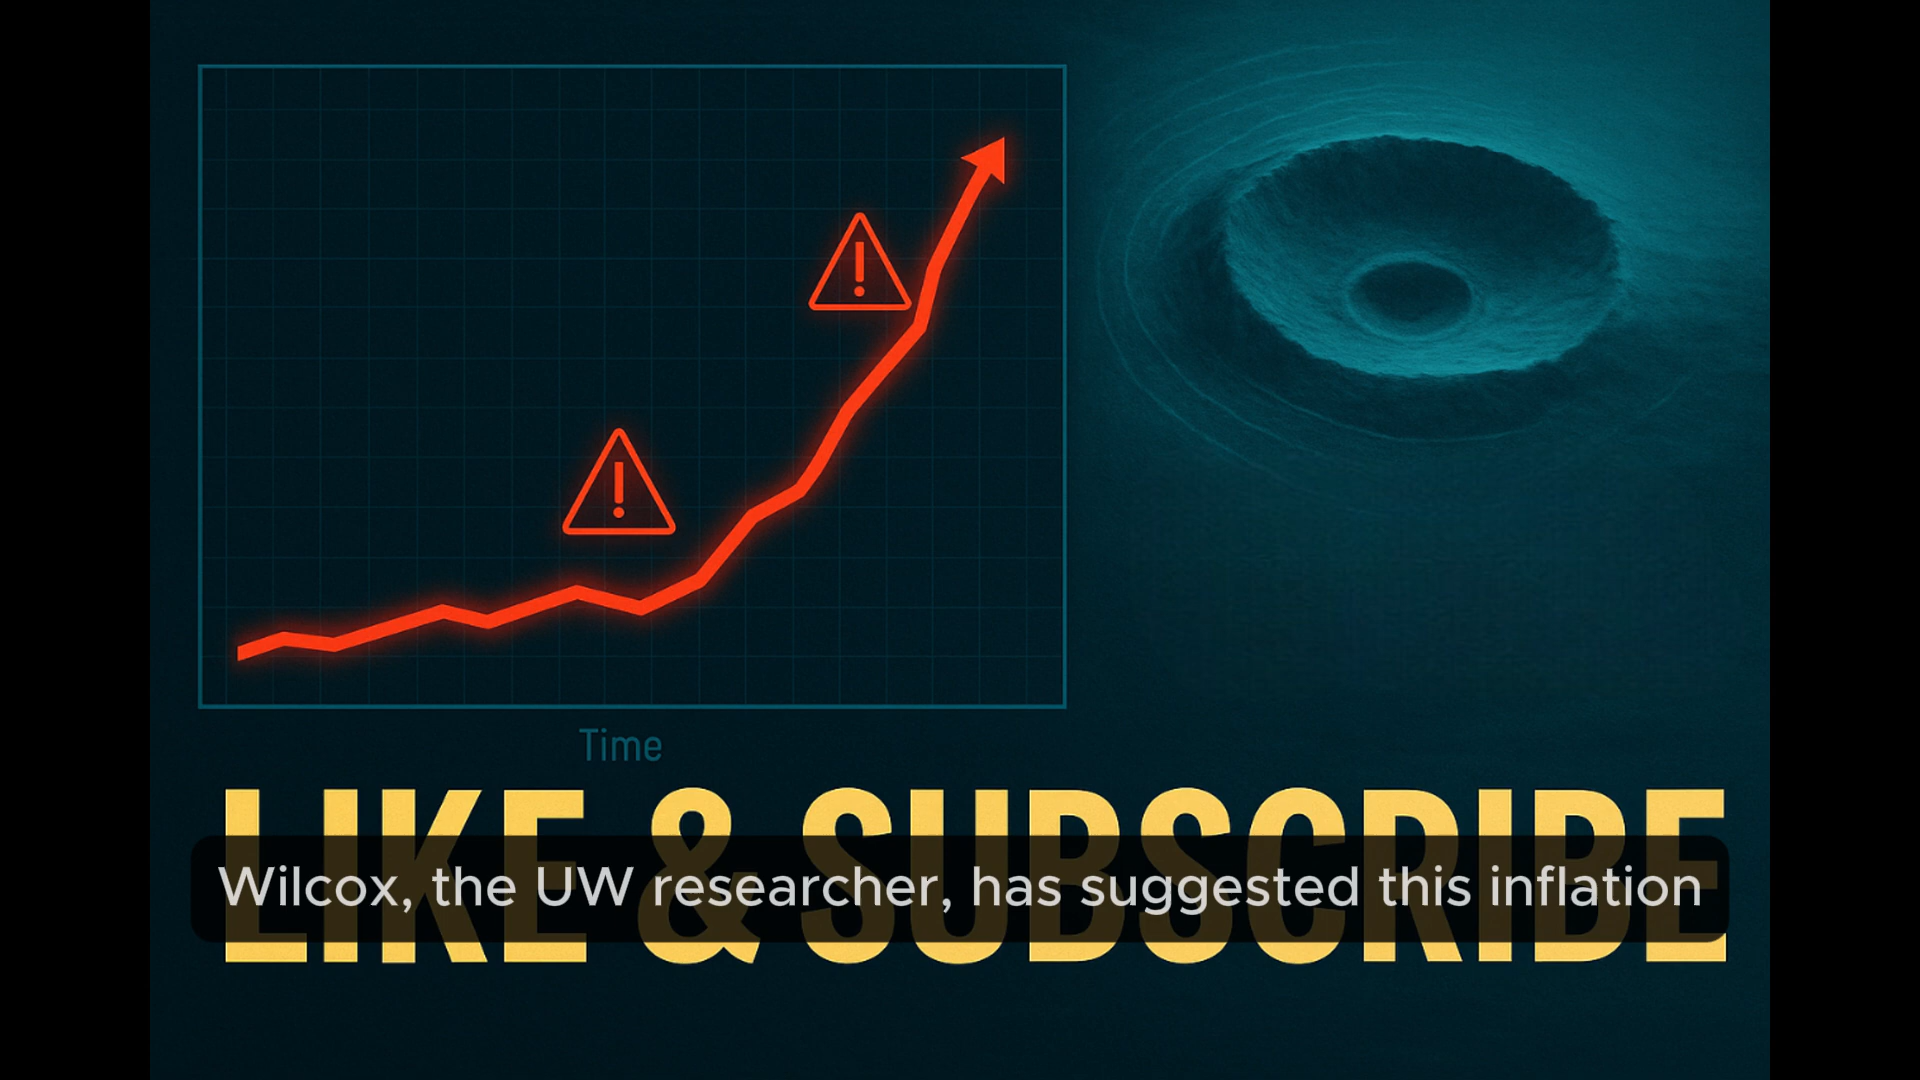 Time
LIKE & SUBSCRIBE
Wilcox, the UW researcher, has suggested this inflation